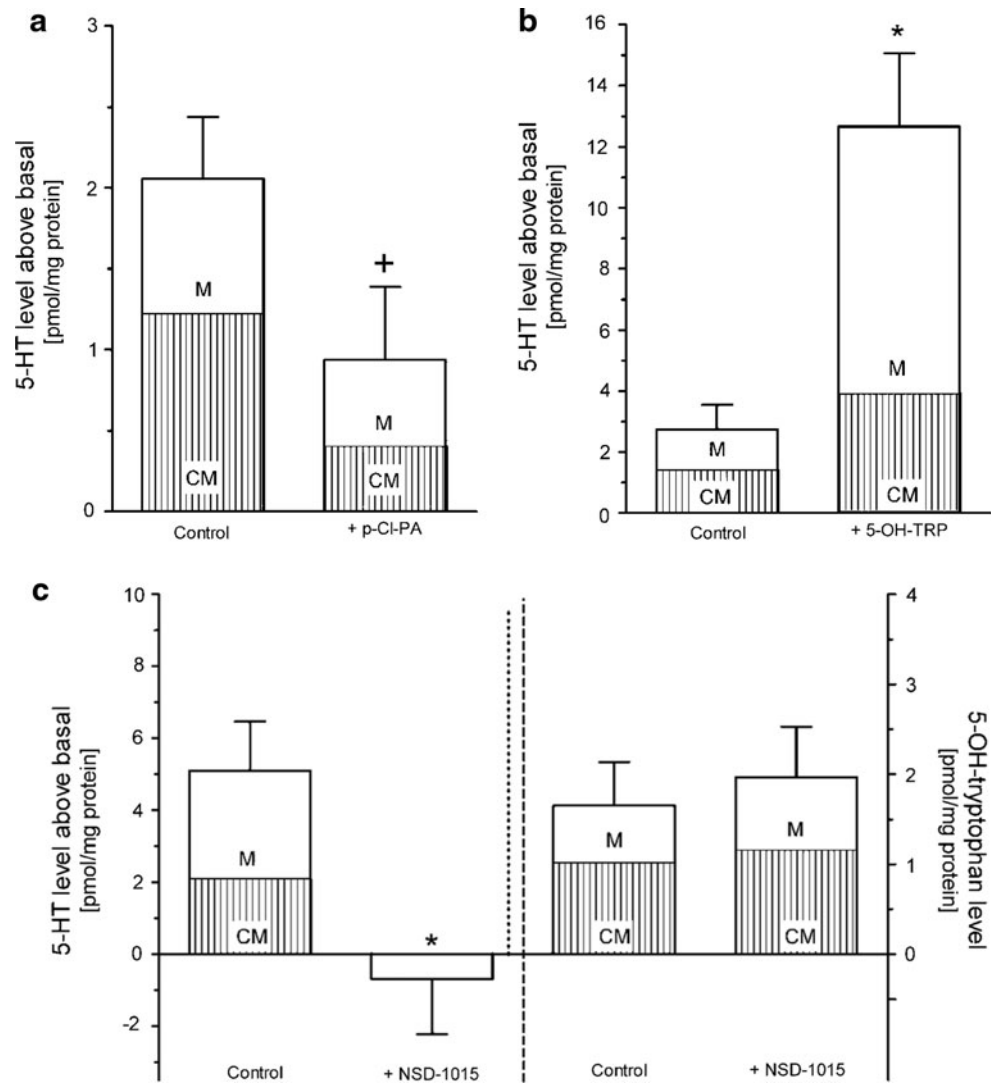 a
5-HT level above basal
[pmol/mg protein]
3
2
1
0
M
CM
Control
+
M
CM
+ p-Cl-PA
b
5-HT level above basal
[pmol/mg protein]
16
14
12
10
8
6
4
2
0
M
CM
Control
*
M
CM
+ 5-OH-TRP
c
5-HT level above basal
[pmol/mg protein]
10
8
6
4
2
0
-2
M
CM
Control
*
+ NSD-1015
M
CM
Control
M
CM
+ NSD-1015
4
3
2
1
0
5-OH-tryptophan level
[pmol/mg protein]